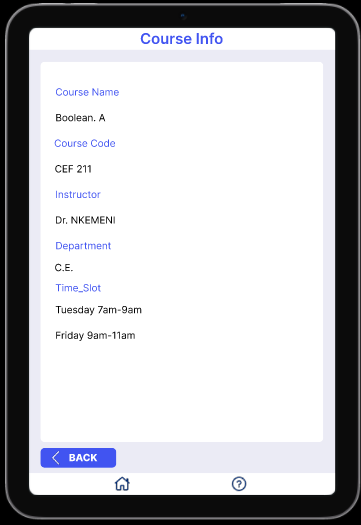 Course Info
Course Name
Boolean. A
Course Code
CEF 211
Instructor
Dr. NKEMENI
Department
C.E.
Time_Slot
Tuesday 7am-9am
Friday 9am-11am
BACK
?